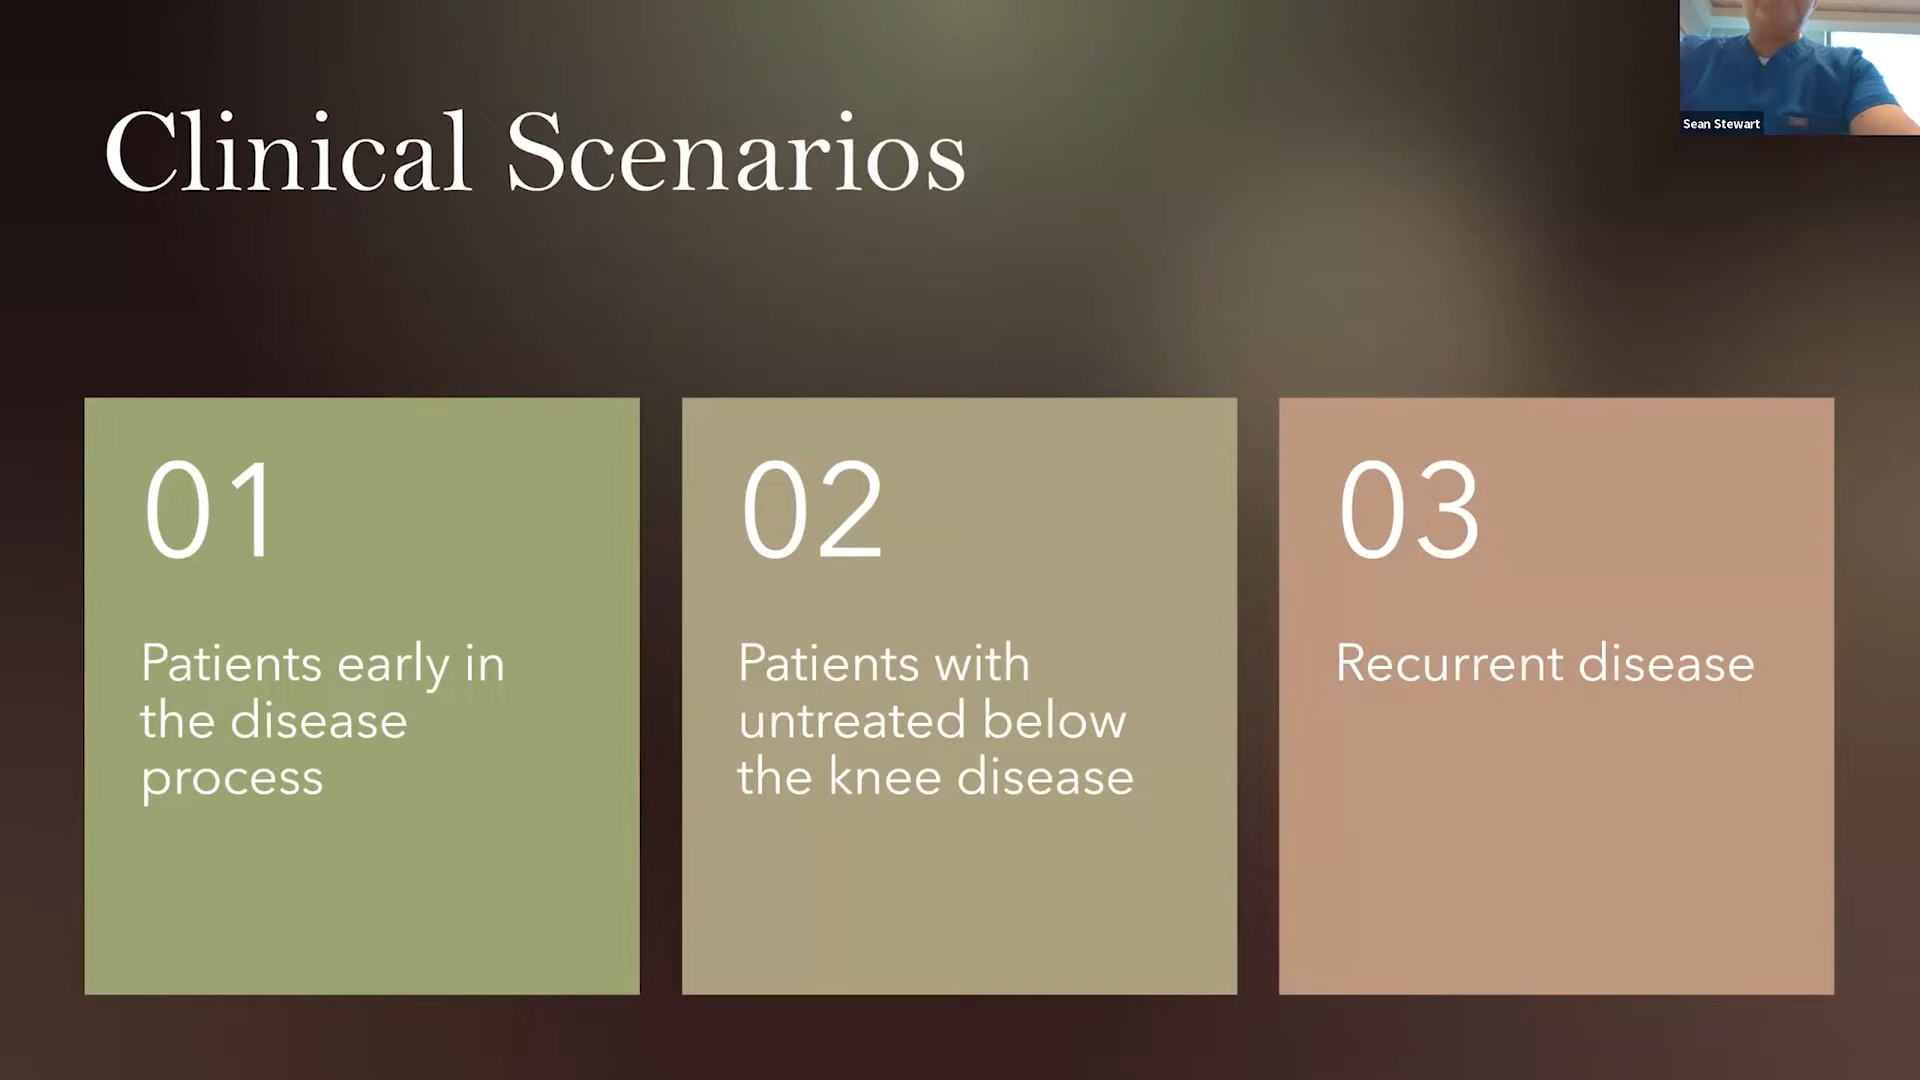 Clinical Scenarios
Sean Stewart
01
Patients early in
the disease
process
02
Patients with
untreated below
the knee disease
03
Recurrent disease